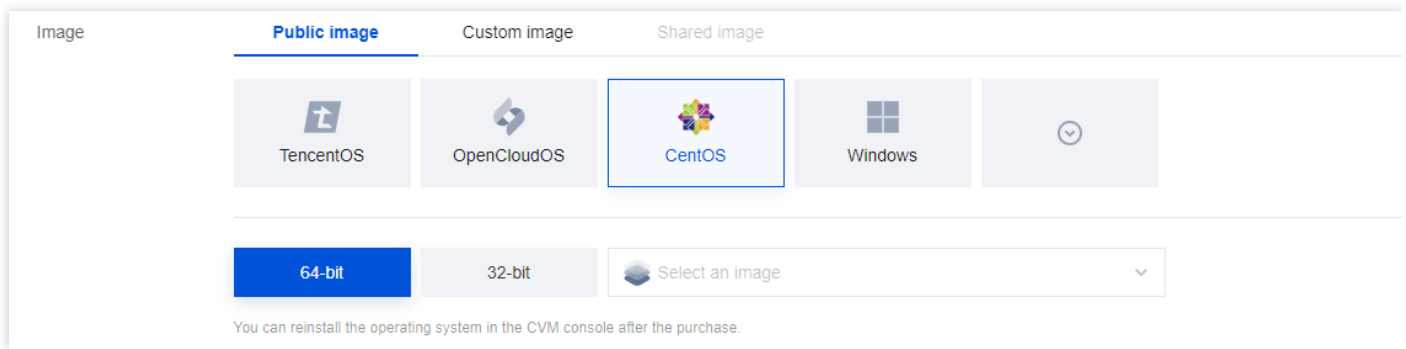 Image
Public image
Custom image
Shared image
TencentOS
OpenCloudOS
CentOS
Windows
64-bit
32-bit
Select an image
You can reinstall the operating system in the CVM console after the purchase.